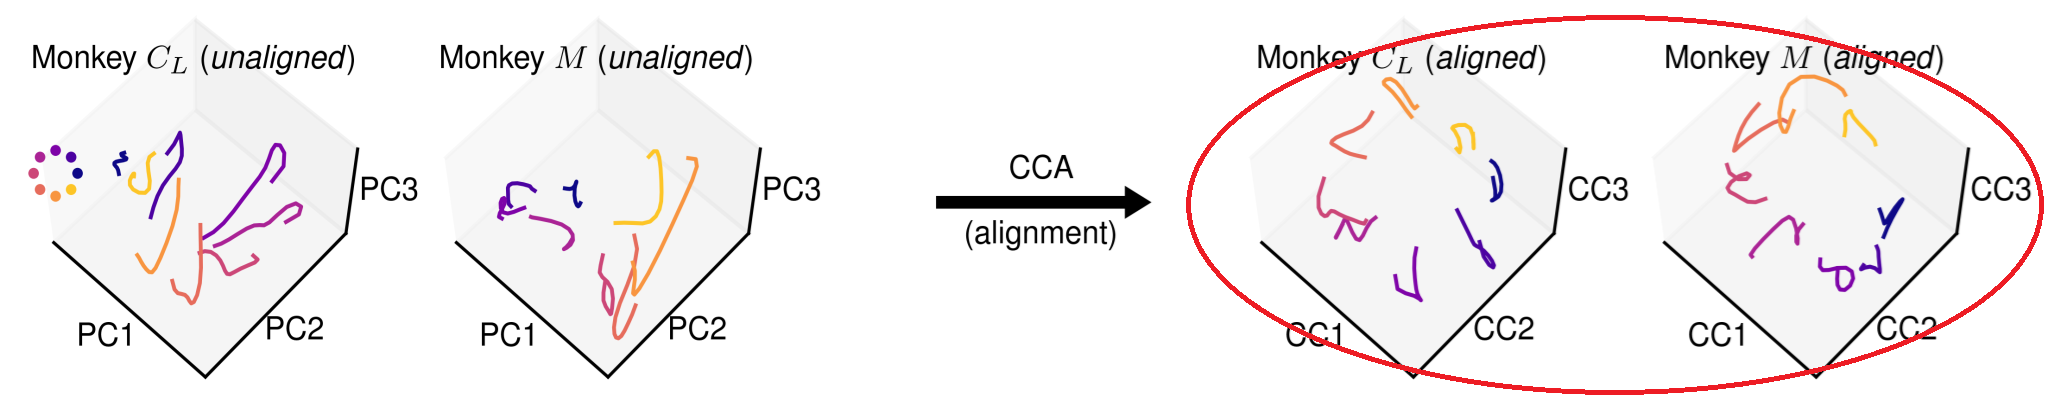 Monkey C_L (unaligned)
PC1
PC2
PC3
Monkey M (unaligned)
PC1
PC2
PC3
CCA
(alignment)
Monkey C_L (aligned)
CC1
CC2
CC3
Monkey M (aligned)
CC1
CC2
CC3